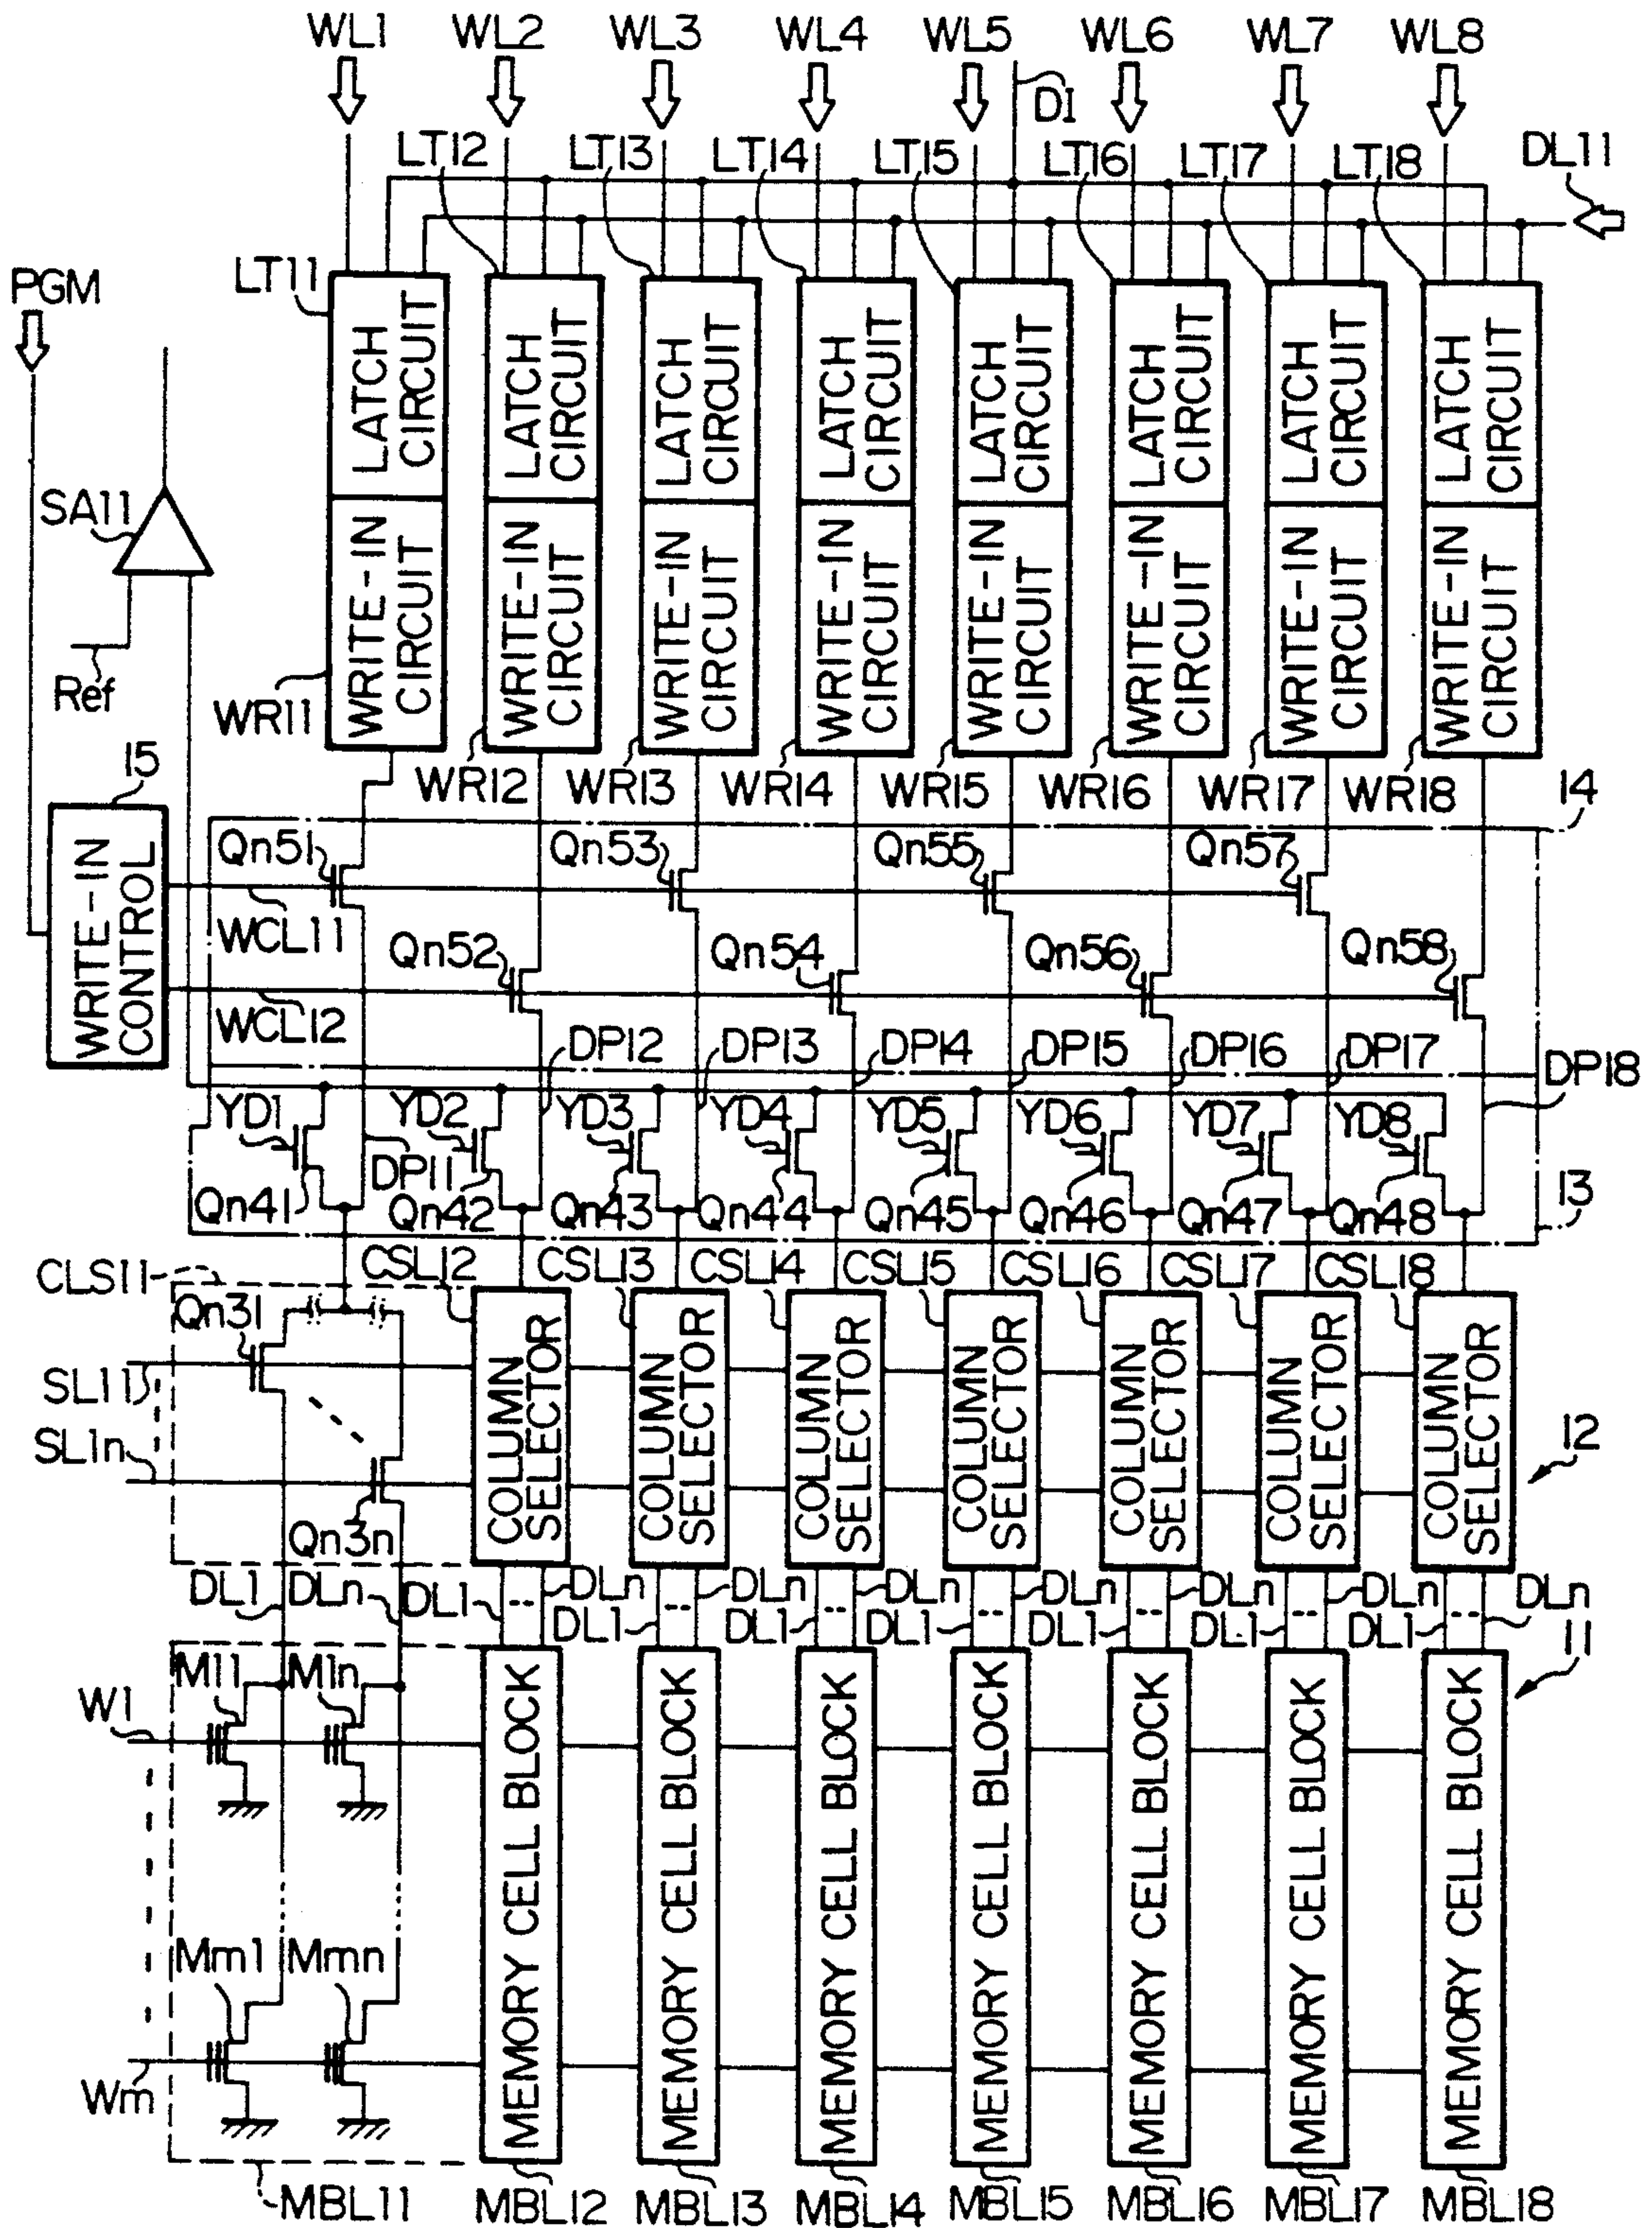 WL1 WL2 WL3 WL4 WL5 WL6 WL7 WL8
DI
LT12 LT13 LT14 LT15 LT16 LT17 LT18 DL11
LT11
PGM
LATCH CIRCUIT
LATCH CIRCUIT
LATCH CIRCUIT
LATCH CIRCUIT
LATCH CIRCUIT
LATCH CIRCUIT
LATCH CIRCUIT
LATCH CIRCUIT
SA11
Ref
WRITE-IN CIRCUIT
WRITE-IN CIRCUIT
WRITE-IN CIRCUIT
WRITE-IN CIRCUIT
WRITE-IN CIRCUIT
WRITE-IN CIRCUIT
WRITE-IN CIRCUIT
WRITE-IN CIRCUIT
WR11
WR12 WR13 WR14 WR15 WR16 WR17 WR18
15
14
WRITE-IN CONTROL
Qn51 Qn53 Qn55 Qn57
WCL11
Qn52 Qn54 Qn56 Qn58
WCL12
DP12 DP13 DP14 DP15 DP16 DP17 DP18
YD1 YD2 YD3 YD4 YD5 YD6 YD7 YD8
DP11
Qn41 Qn42 Qn43 Qn44 Qn45 Qn46 Qn47 Qn48
13
CLS11 CSL12 CSL13 CSL14 CSL15 CSL16 CSL17 CSL18
Qn31
SL11
SL1n
Qn3n
COLUMN SELECTOR
COLUMN SELECTOR
COLUMN SELECTOR
COLUMN SELECTOR
COLUMN SELECTOR
COLUMN SELECTOR
COLUMN SELECTOR
12
DL1 DLn DL1 DLn DL1 DLn DL1 DLn DL1 DLn DL1 DLn DL1 DLn DL1 DLn
11
M11 M1n
W1
Mm1 Mmn
Wm
MEMORY CELL BLOCK
MEMORY CELL BLOCK
MEMORY CELL BLOCK
MEMORY CELL BLOCK
MEMORY CELL BLOCK
MEMORY CELL BLOCK
MEMORY CELL BLOCK
MBL11 MBL12 MBL13 MBL14 MBL15 MBL16 MBL17 MBL18